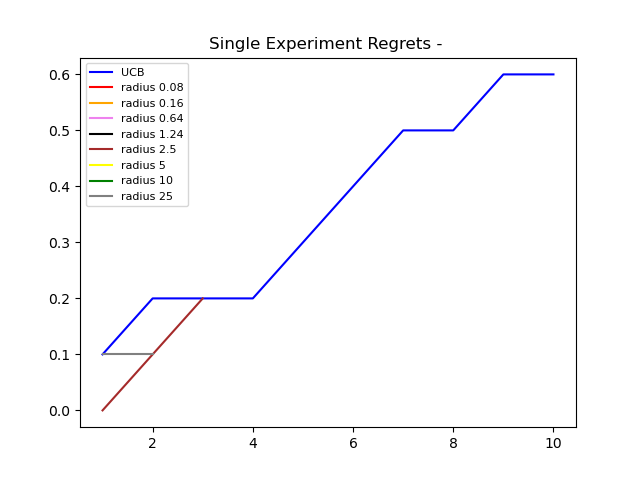 Single Experiment Regrets -
UCB
radius 0.08
radius 0.16
radius 0.64
radius 1.24
radius 2.5
radius 5
radius 10
radius 25
0.6
0.5
0.4
0.3
0.2
0.1
0.0
2 4 6 8 10